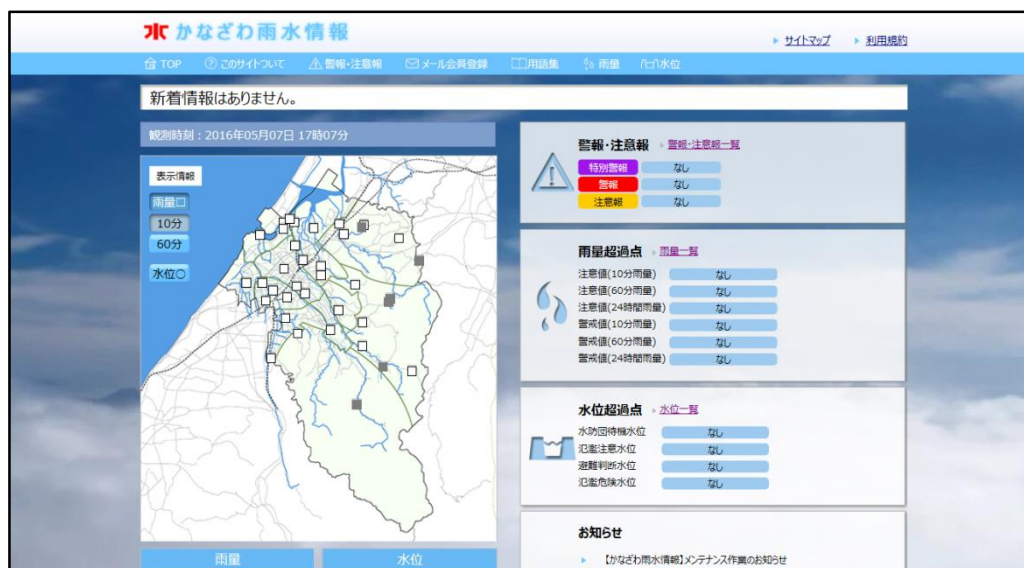 かなざわ雨水情報
サイトマップ 利用規約
TOP このサイトついて 警報・注意報 メール会員登録 用語集 雨量 水位
新着情報はありません。
観測時刻：2016年05月07日 17時07分
表示情報
雨量□
10分
60分
水位○
雨量 水位
警報・注意報 警報・注意報一覧
特別警報 なし
警報 なし
注意報 なし
雨量超過点 雨量一覧
注意値(10分雨量) なし
注意値(60分雨量) なし
注意値(24時間雨量) なし
警戒値(10分雨量) なし
警戒値(60分雨量) なし
警戒値(24時間雨量) なし
水位超過点 水位一覧
水防団待機水位 なし
氾濫注意水位 なし
避難判断水位 なし
氾濫危険水位 なし
お知らせ
【かなざわ雨水情報】メンテナンス作業のお知らせ